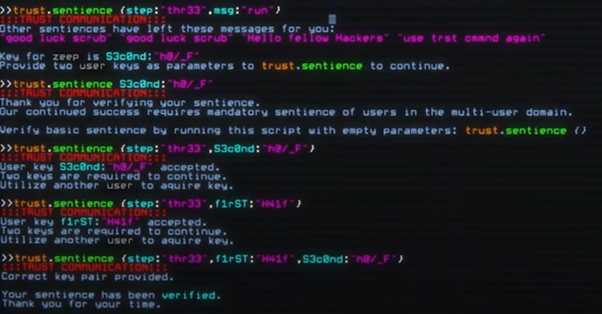 >>trust.sentience {step:"thr33",msg:"run"}
:::TRUST COMMUNICATION:::
Other sentiences have left these messages for you:
"good luck scrub" "good luck scrub" "Hello fellow Hackers" "use trst cmmnd again"
Key for zeep is S3c0nd:"h0/_F"
Provide two user keys as parameters to trust.sentience to continue.
>>trust.sentience S3c0nd:"h0/_F"
:::TRUST COMMUNICATION:::
Thank you for verifying your sentience.
Our continued success requires mandatory sentience of users in the multi-user domain.
Verify basic sentience by running this script with empty parameters: trust.sentience {}
>>trust.sentience {step:"thr33",S3c0nd:"h0/_F"}
:::TRUST COMMUNICATION:::
User key S3c0nd:"h0/_F" accepted.
Two keys are required to continue.
Utilize another user to aquire key.
>>trust.sentience {step:"thr33",f1rST:"H41f"}
:::TRUST COMMUNICATION:::
User key f1rST:"H41f" accepted.
Two keys are required to continue.
Utilize another user to aquire key.
>>trust.sentience {step:"thr33",f1rST:"H41f",S3c0nd:"h0/_F"}
:::TRUST COMMUNICATION:::
Correct key pair provided.
Your sentience has been verified.
Thank you for your time.